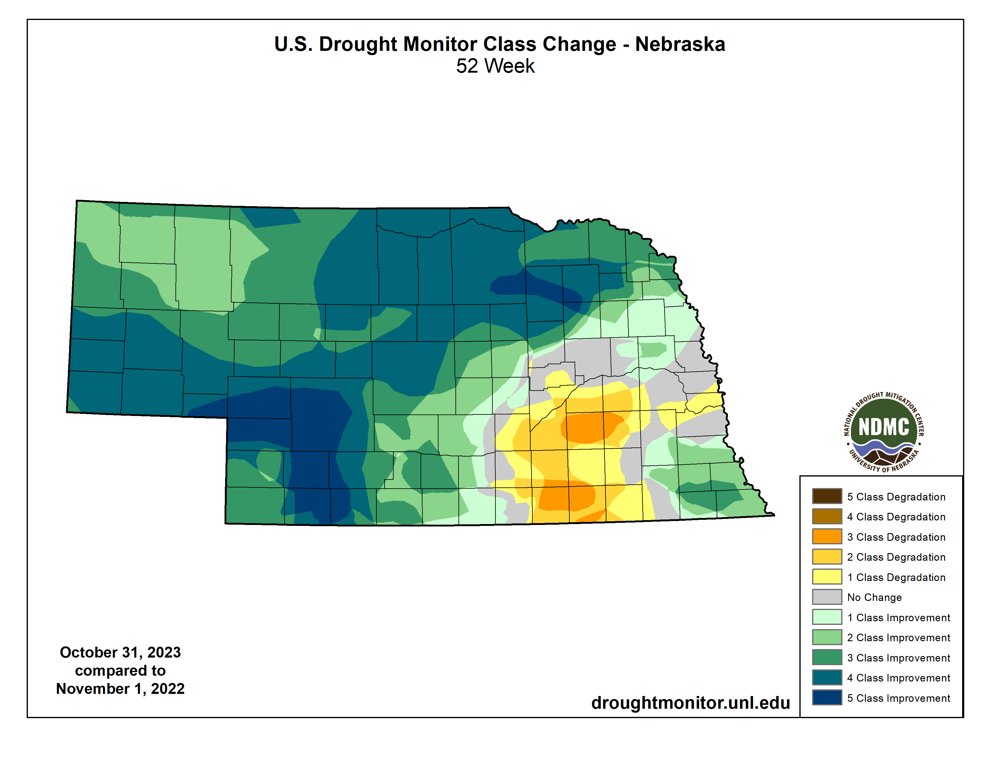 U.S. Drought Monitor Class Change - Nebraska
52 Week
NATIONAL DROUGHT MITIGATION CENTER
NDMC
UNIVERSITY OF NEBRASKA
5 Class Degradation
4 Class Degradation
3 Class Degradation
2 Class Degradation
1 Class Degradation
No Change
1 Class Improvement
2 Class Improvement
3 Class Improvement
4 Class Improvement
5 Class Improvement
October 31, 2023
compared to
November 1, 2022
droughtmonitor.unl.edu